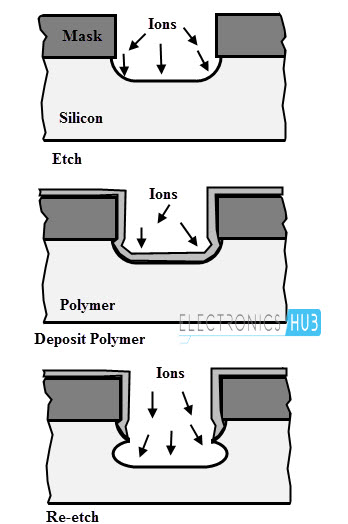 Ions
Mask
Silicon
Etch
Ions
Polymer
ELECTRONICS HUB
Deposit Polymer
Ions
Re-etch